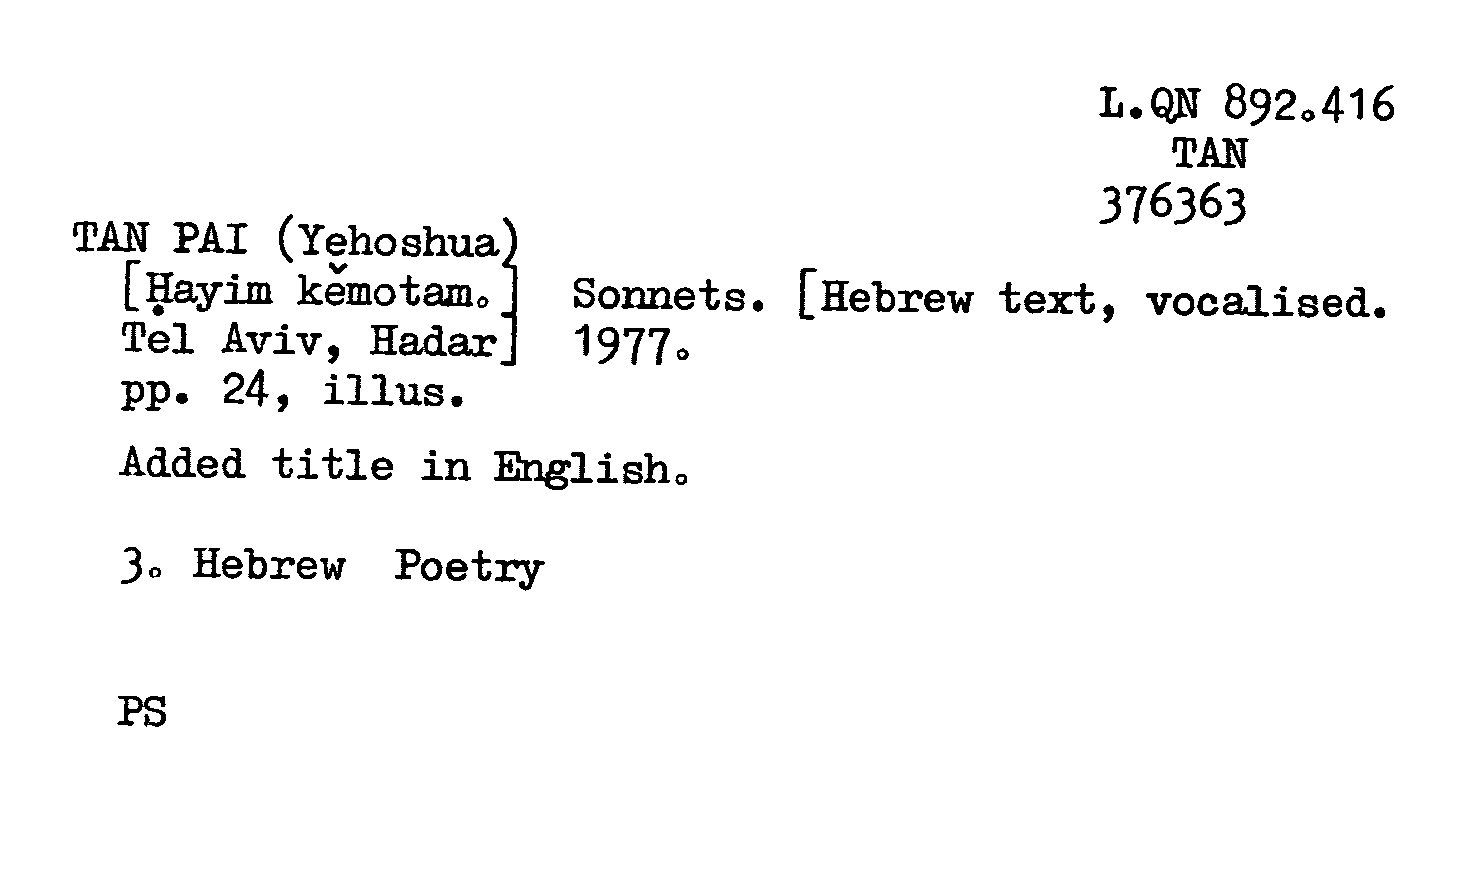 L.QN 892.416
TAN
376363
TAN PAI (Yehoshua)
[Ḥayim kĕmotam.] Sonnets. [Hebrew text, vocalised.
Tel Aviv, Hadar] 1977.
pp. 24, illus.
Added title in English.
3. Hebrew Poetry
PS